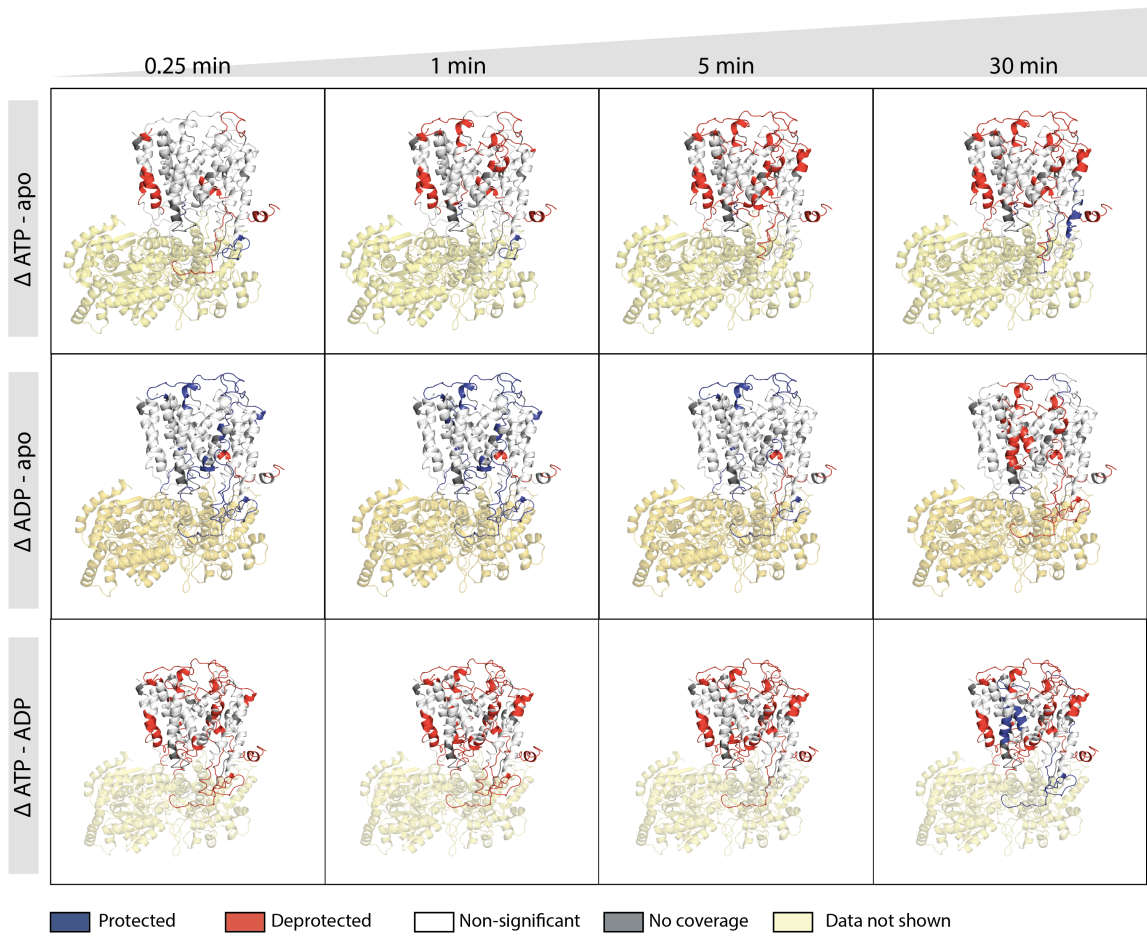 0.25 min
1 min
5 min
30 min
Δ ATP - apo
Δ ADP - apo
Δ ATP - ADP
Protected
Deprotected
Non-significant
No coverage
Data not shown